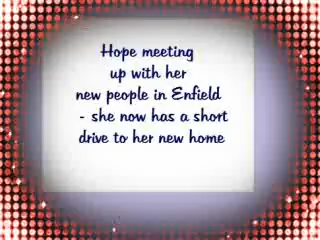 Hope meeting
up with her
new people in Enfield
- she now has a short
drive to her new home